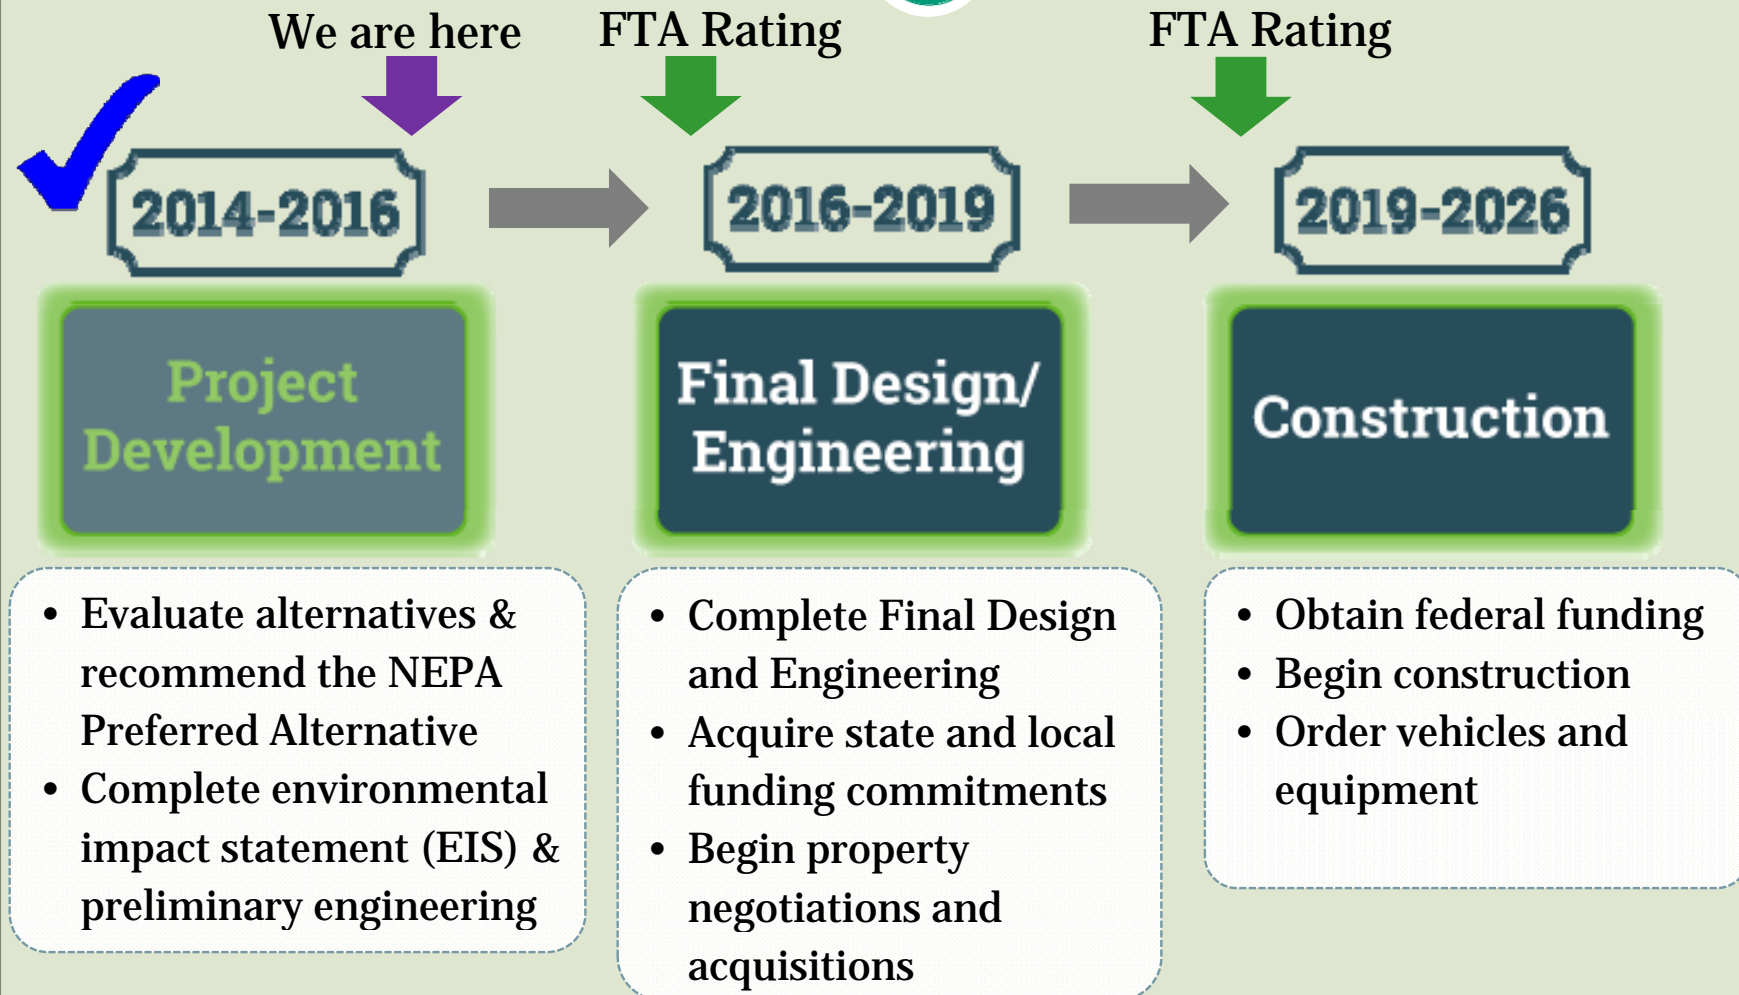 We are here
FTA Rating
FTA Rating
2014-2016
2016-2019
2019-2026
Project
Development
Final Design/
Engineering
Construction
• Evaluate alternatives &
recommend the NEPA
Preferred Alternative
• Complete environmental
impact statement (EIS) &
preliminary engineering
• Complete Final Design
and Engineering
• Acquire state and local
funding commitments
• Begin property
negotiations and
acquisitions
• Obtain federal funding
• Begin construction
• Order vehicles and
equipment